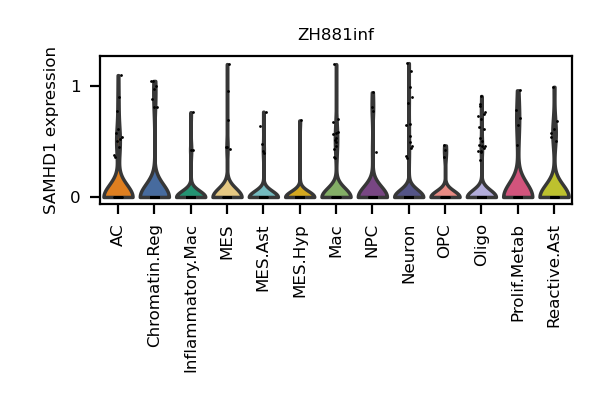 ZH881inf
SAMHD1 expression
1
0
AC
Chromatin.Reg
Inflammatory.Mac
MES
MES.Ast
MES.Hyp
Mac
NPC
Neuron
OPC
Oligo
Prolif.Metab
Reactive.Ast